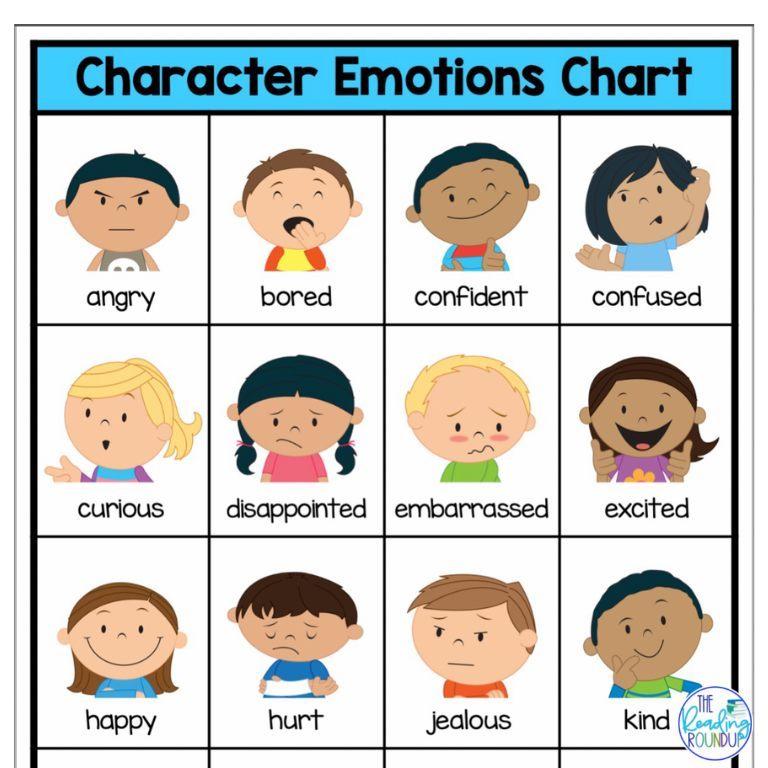 Character Emotions Chart
angry bored confident confused
curious disappointed embarrassed excited
happy hurt jealous kind
THE
Reading
ROUNDUP